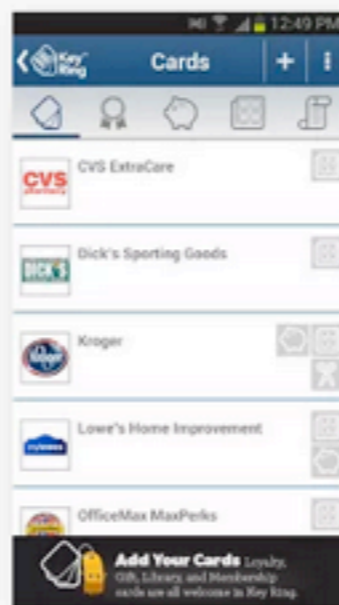 12:49 PM
Key Ring
Cards
CVS ExtraCare
CVS
pharmacy
Dick's Sporting Goods
DICK'S
Kroger
Kroger
Lowe's Home Improvement
OfficeMax MaxPerks
Add Your Cards Loyalty,
Gift, Library, and Membership
cards are all welcome in Key Ring.